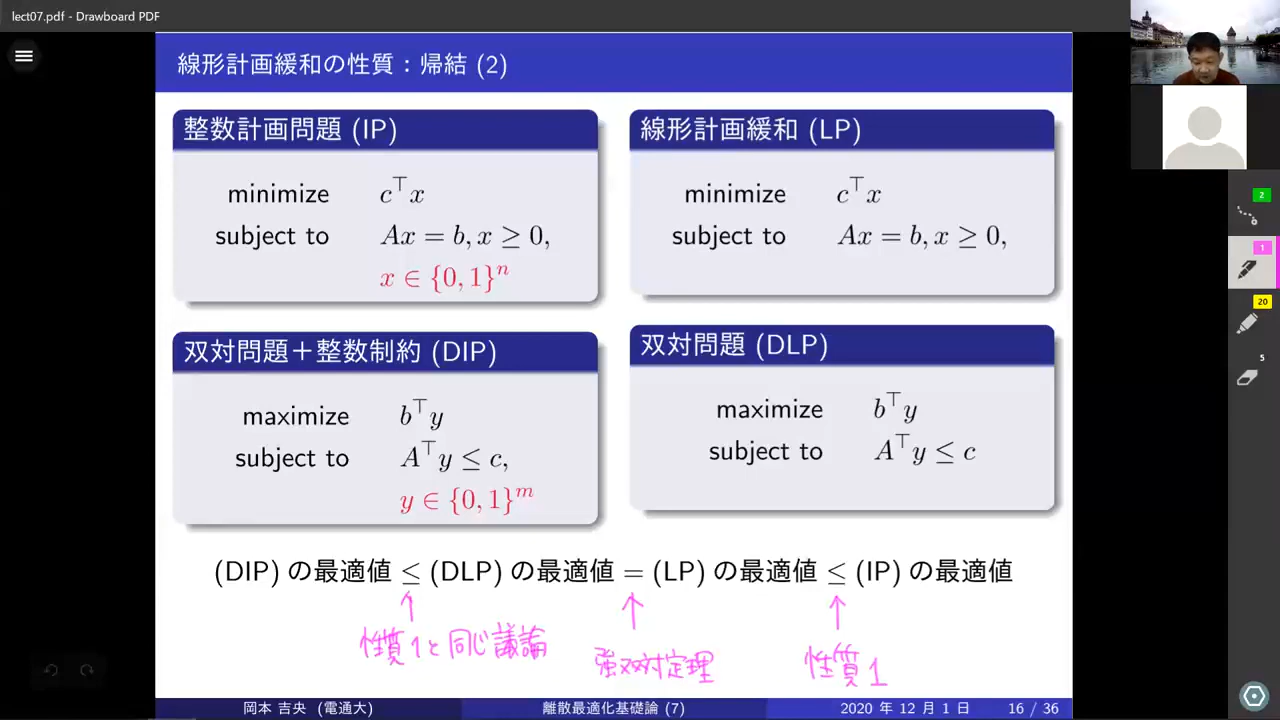 lect07.pdf - Drawboard PDF
線形計画緩和の性質：帰結 (2)
整数計画問題 (IP)
minimize c⊤x
subject to Ax = b, x ≥ 0,
x ∈ {0, 1}ⁿ
線形計画緩和 (LP)
minimize c⊤x
subject to Ax = b, x ≥ 0,
双対問題＋整数制約 (DIP)
maximize b⊤y
subject to A⊤y ≤ c,
y ∈ {0, 1}ᵐ
双対問題 (DLP)
maximize b⊤y
subject to A⊤y ≤ c
(DIP) の最適値 ≤ (DLP) の最適値 = (LP) の最適値 ≤ (IP) の最適値
↑ ↑ ↑
性質1と同じ議論 強双対定理 性質1
岡本 吉央 (電通大) 離散最適化基礎論 (7) 2020 年 12 月 1 日 16 / 36
2
1
20
5